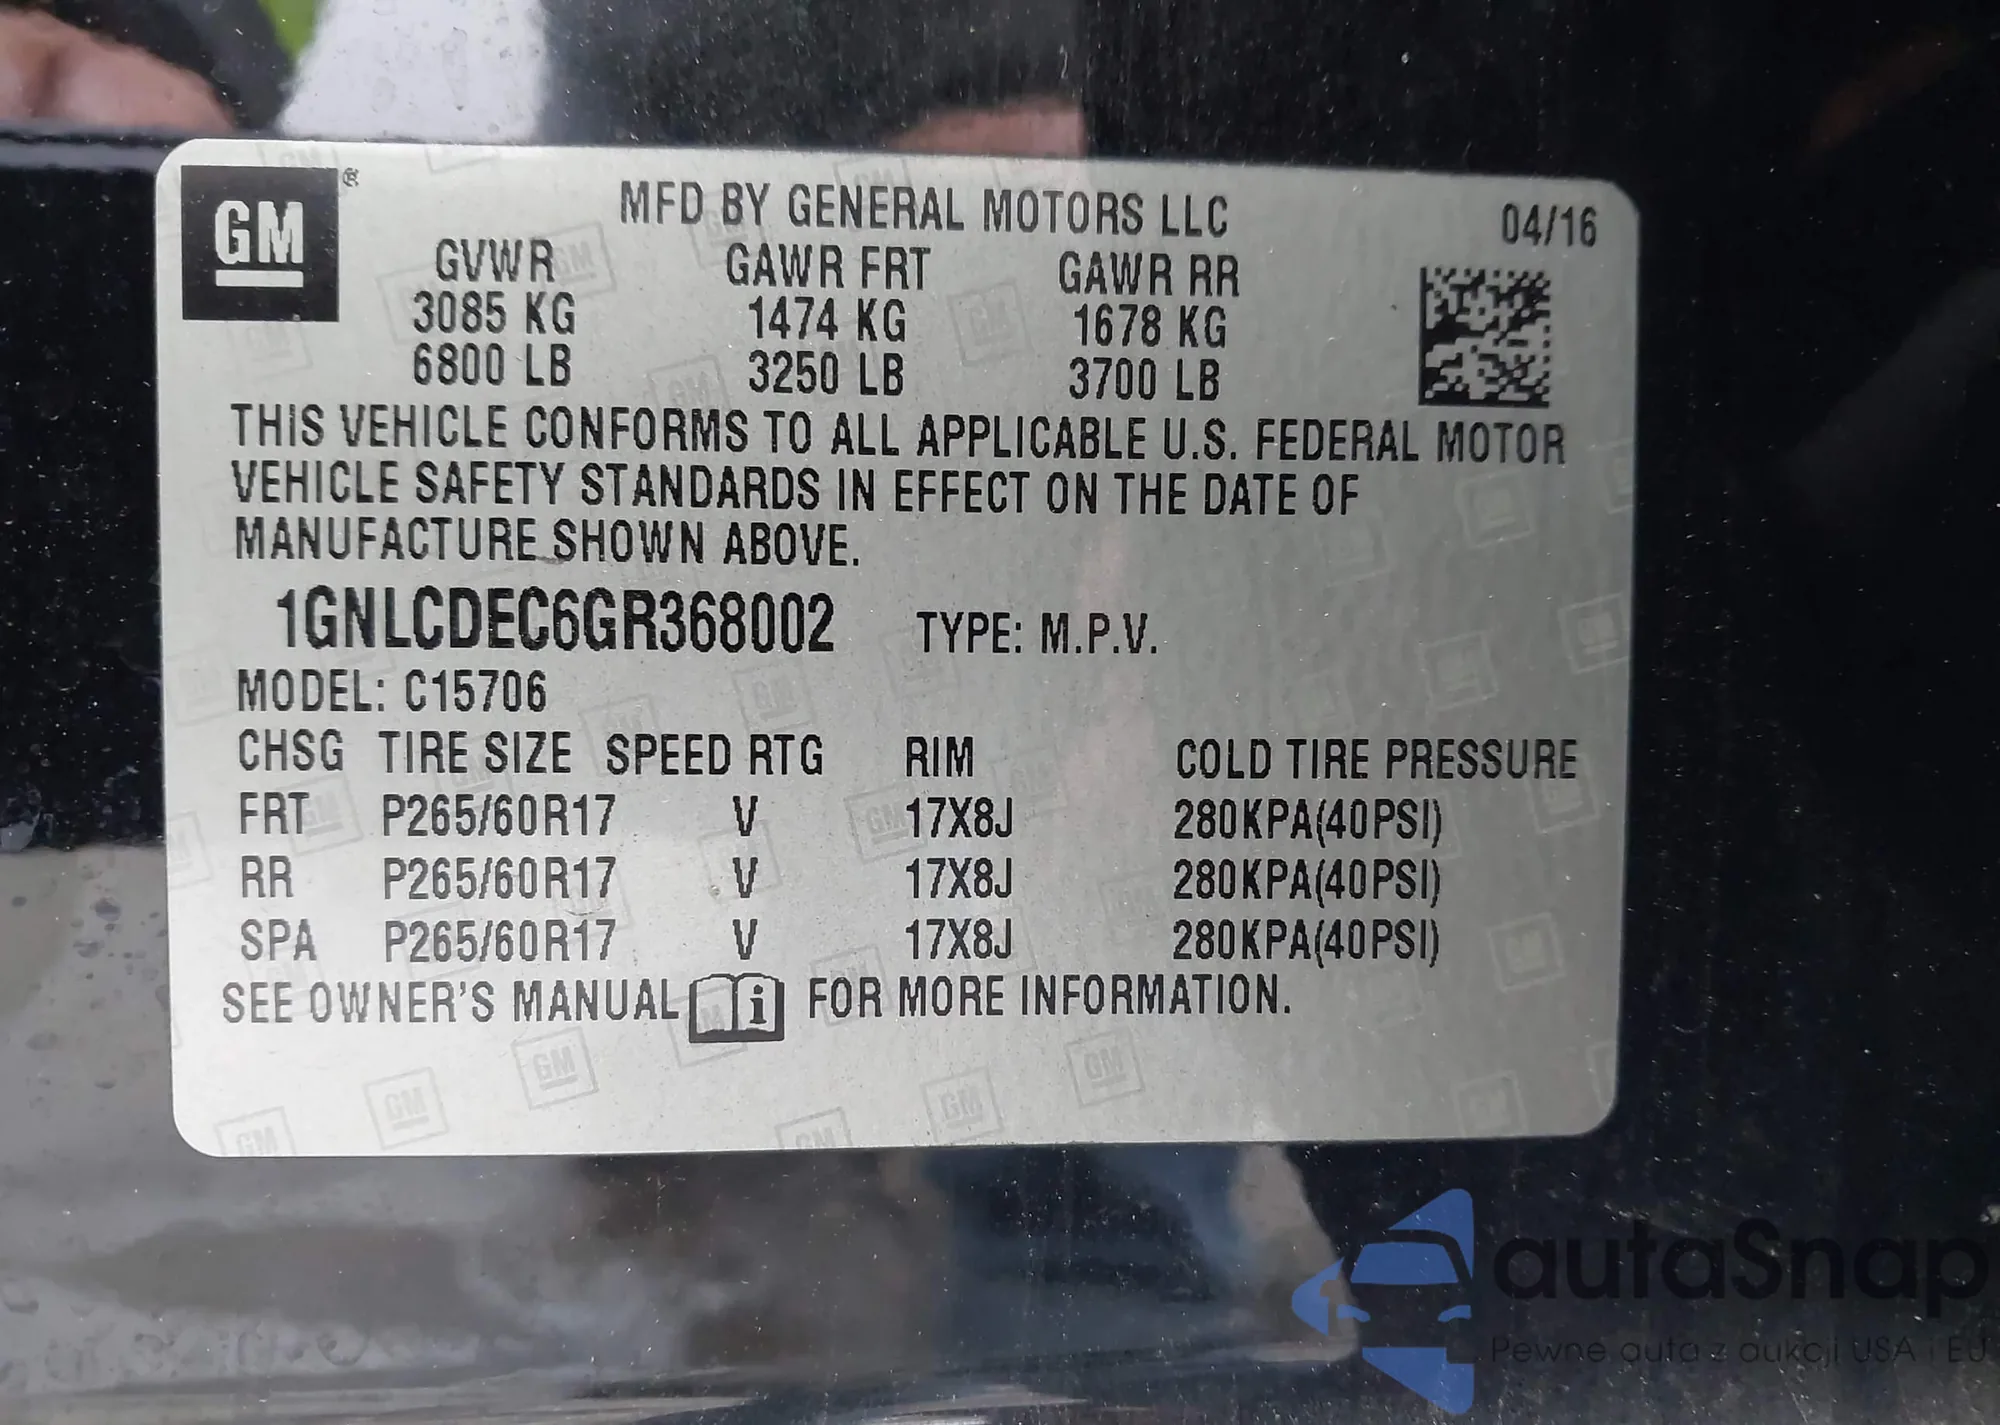 GM®
MFD BY GENERAL MOTORS LLC 04/16
GVWR GAWR FRT GAWR RR
3085 KG 1474 KG 1678 KG
6800 LB 3250 LB 3700 LB
THIS VEHICLE CONFORMS TO ALL APPLICABLE U.S. FEDERAL MOTOR
VEHICLE SAFETY STANDARDS IN EFFECT ON THE DATE OF
MANUFACTURE SHOWN ABOVE.
1GNLCDEC6GR368002 TYPE: M.P.V.
MODEL: C15706
CHSG TIRE SIZE SPEED RTG RIM COLD TIRE PRESSURE
FRT P265/60R17 V 17X8J 280KPA(40PSI)
RR P265/60R17 V 17X8J 280KPA(40PSI)
SPA P265/60R17 V 17X8J 280KPA(40PSI)
SEE OWNER'S MANUAL i FOR MORE INFORMATION.
autaSnap
Pewne auta z aukcji USA i EU